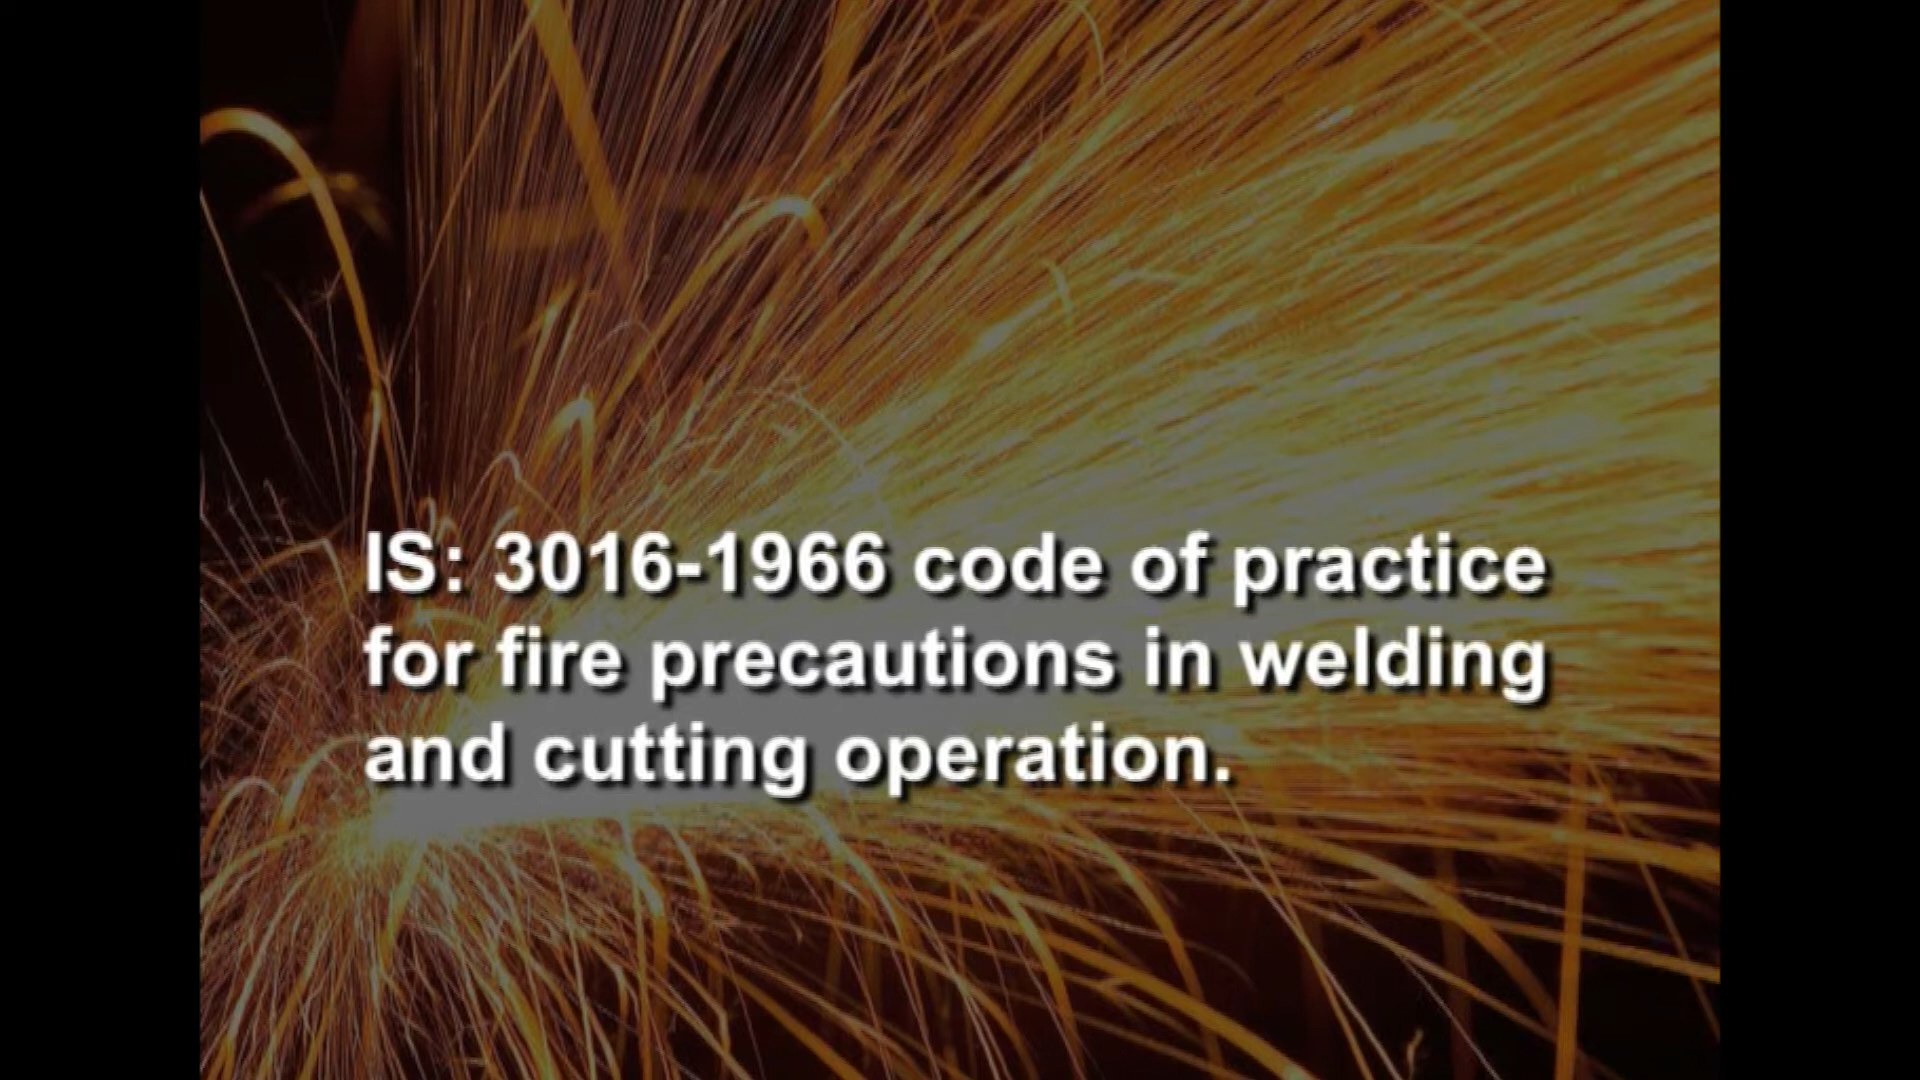 IS: 3016-1966 code of practice
for fire precautions in welding
and cutting operation.